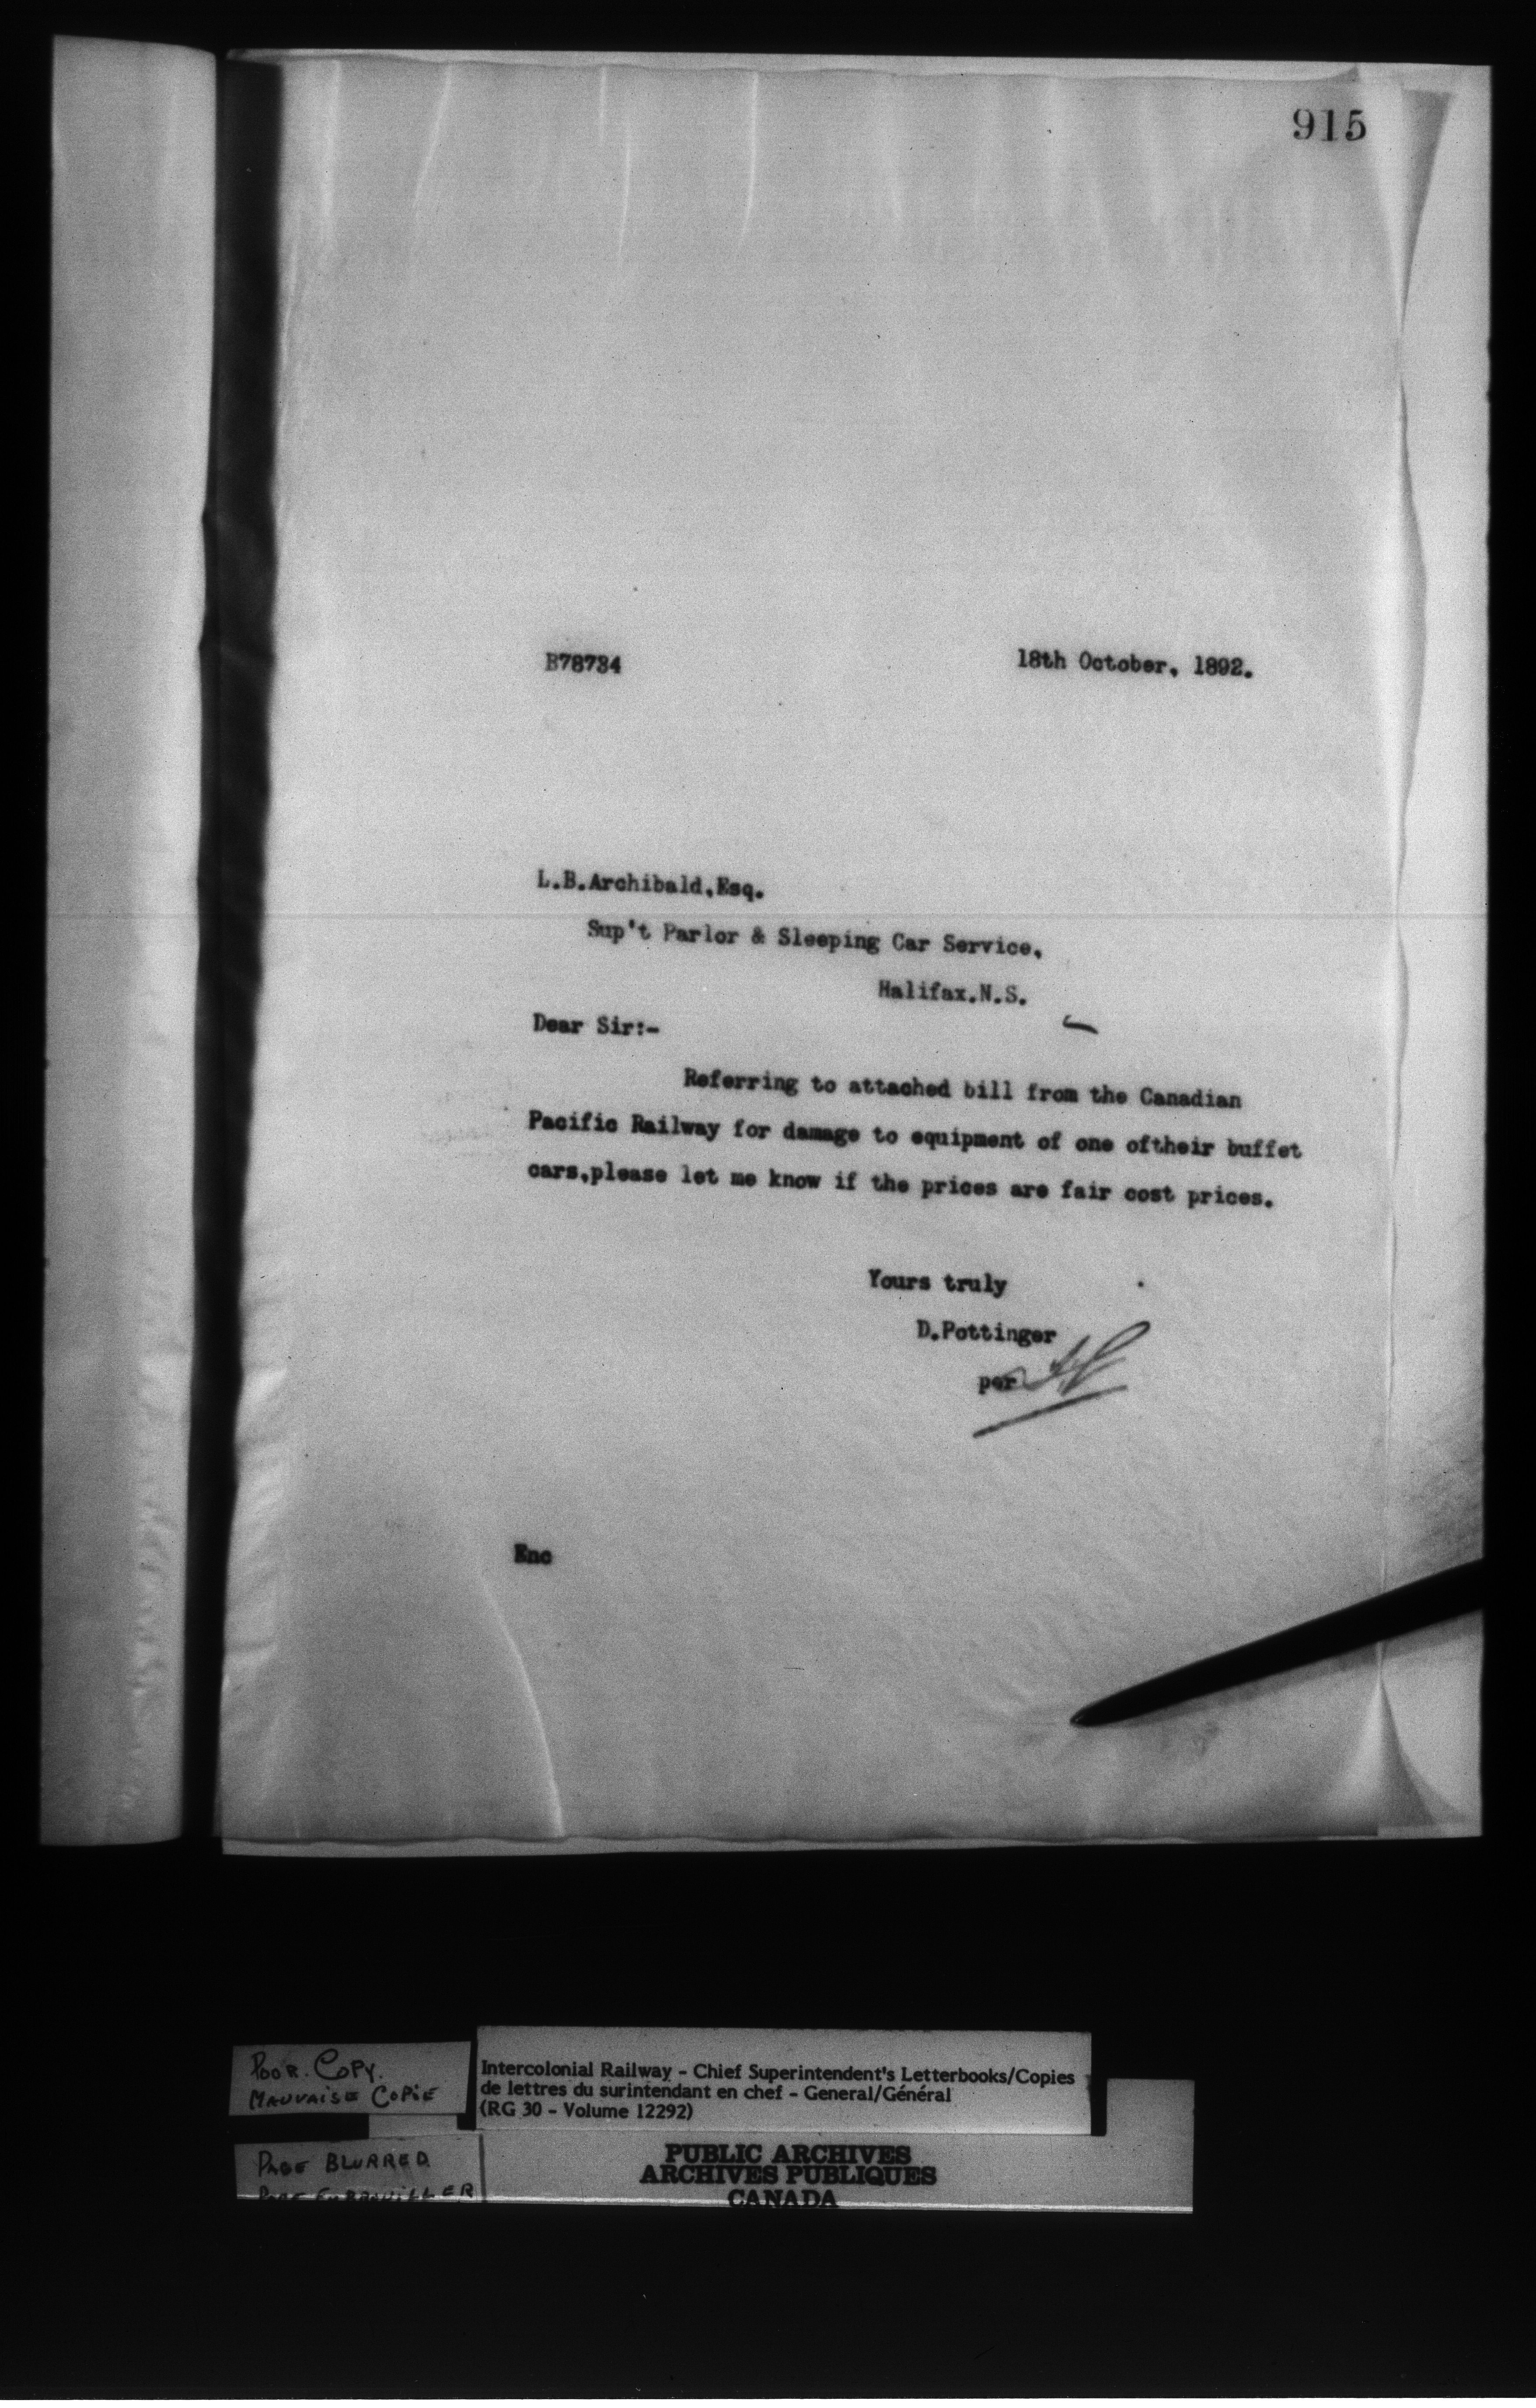 915
B78734
18th October, 1892.
L.B.Archibald,Esq.
Sup't Parlor & Sleeping Car Service,
Halifax.N.S.
Dear Sir:-
Referring to attached bill from the Canadian
Pacific Railway for damage to equipment of one oftheir buffet
cars,please let me know if the prices are fair cost prices.
Yours truly
D.Pottinger
per
Enc
POOR. COPY.
MAUVAISE COPIE
Intercolonial Railway - Chief Superintendent's Letterbooks/Copies
de lettres du surintendant en chef - General/Général
(RG 30 - Volume 12292)
PAGE BLURRED
PUBLIC ARCHIVES
ARCHIVES PUBLIQUES
CANADA